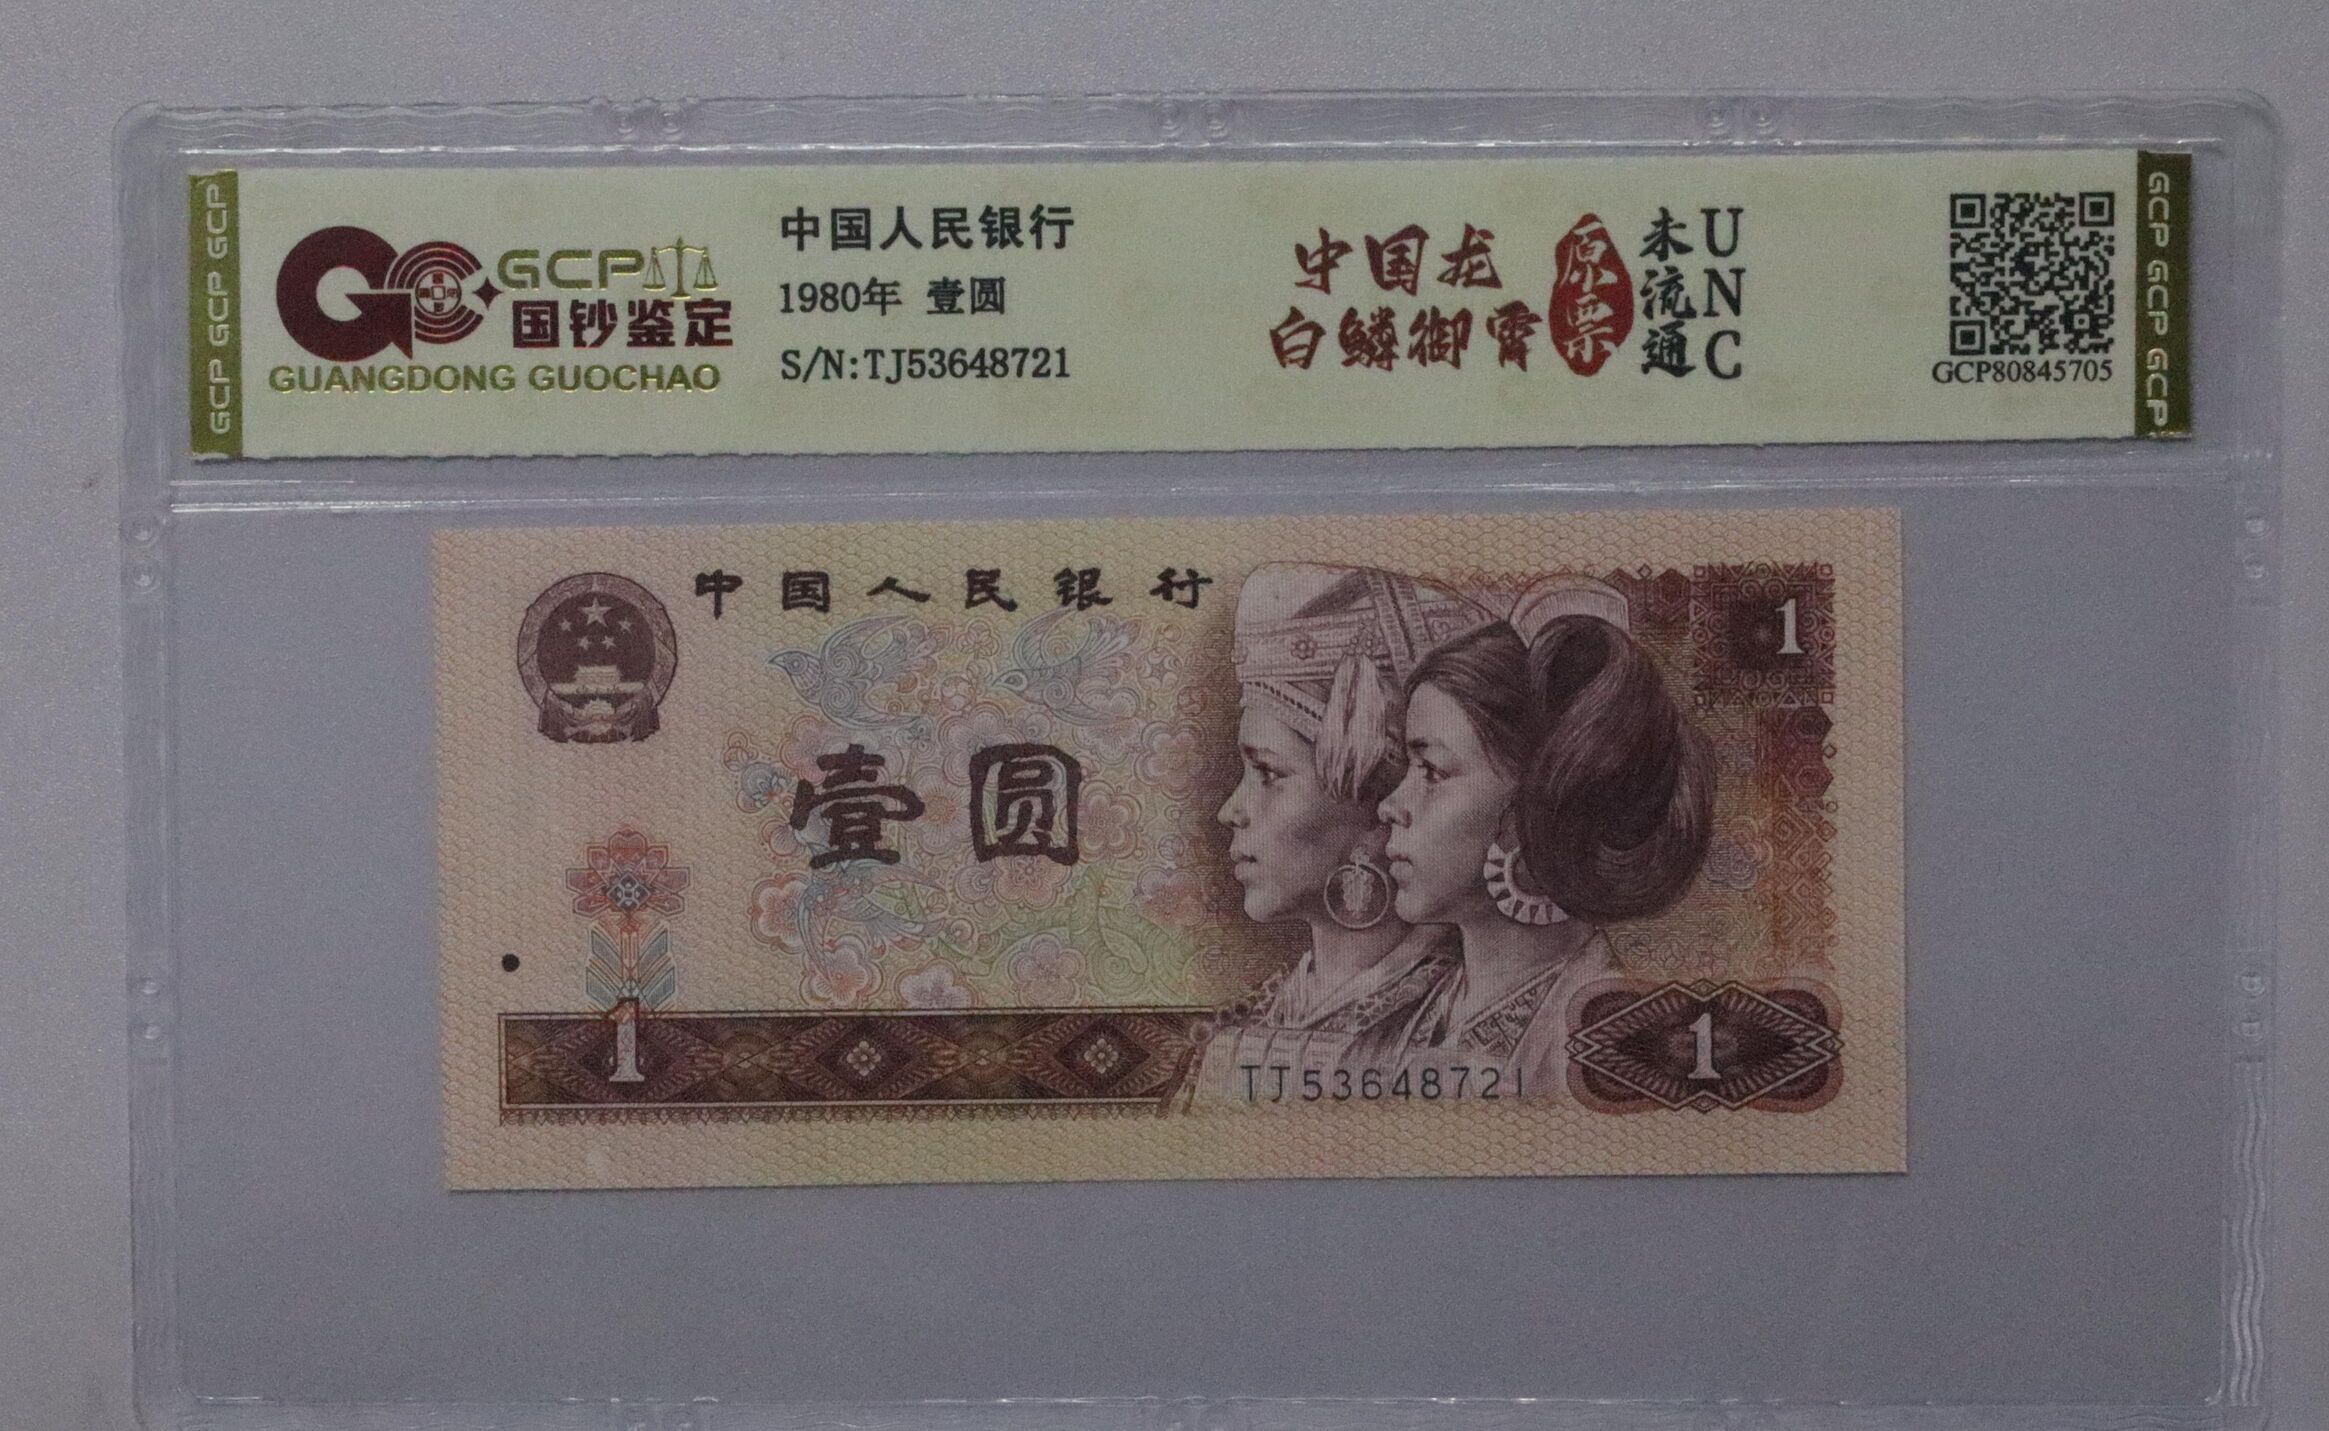 GCP GCP GCP
GCP
国钞鉴定
GUANGDONG GUOCHAO
中国人民银行
1980年 壹圆
S/N:TJ53648721
中国龙
白鳞御霄
原票
未流通
UNC
GCP80845705
GCP GCP GCP
中国人民银行
1
壹圆
1
TJ53648721
1